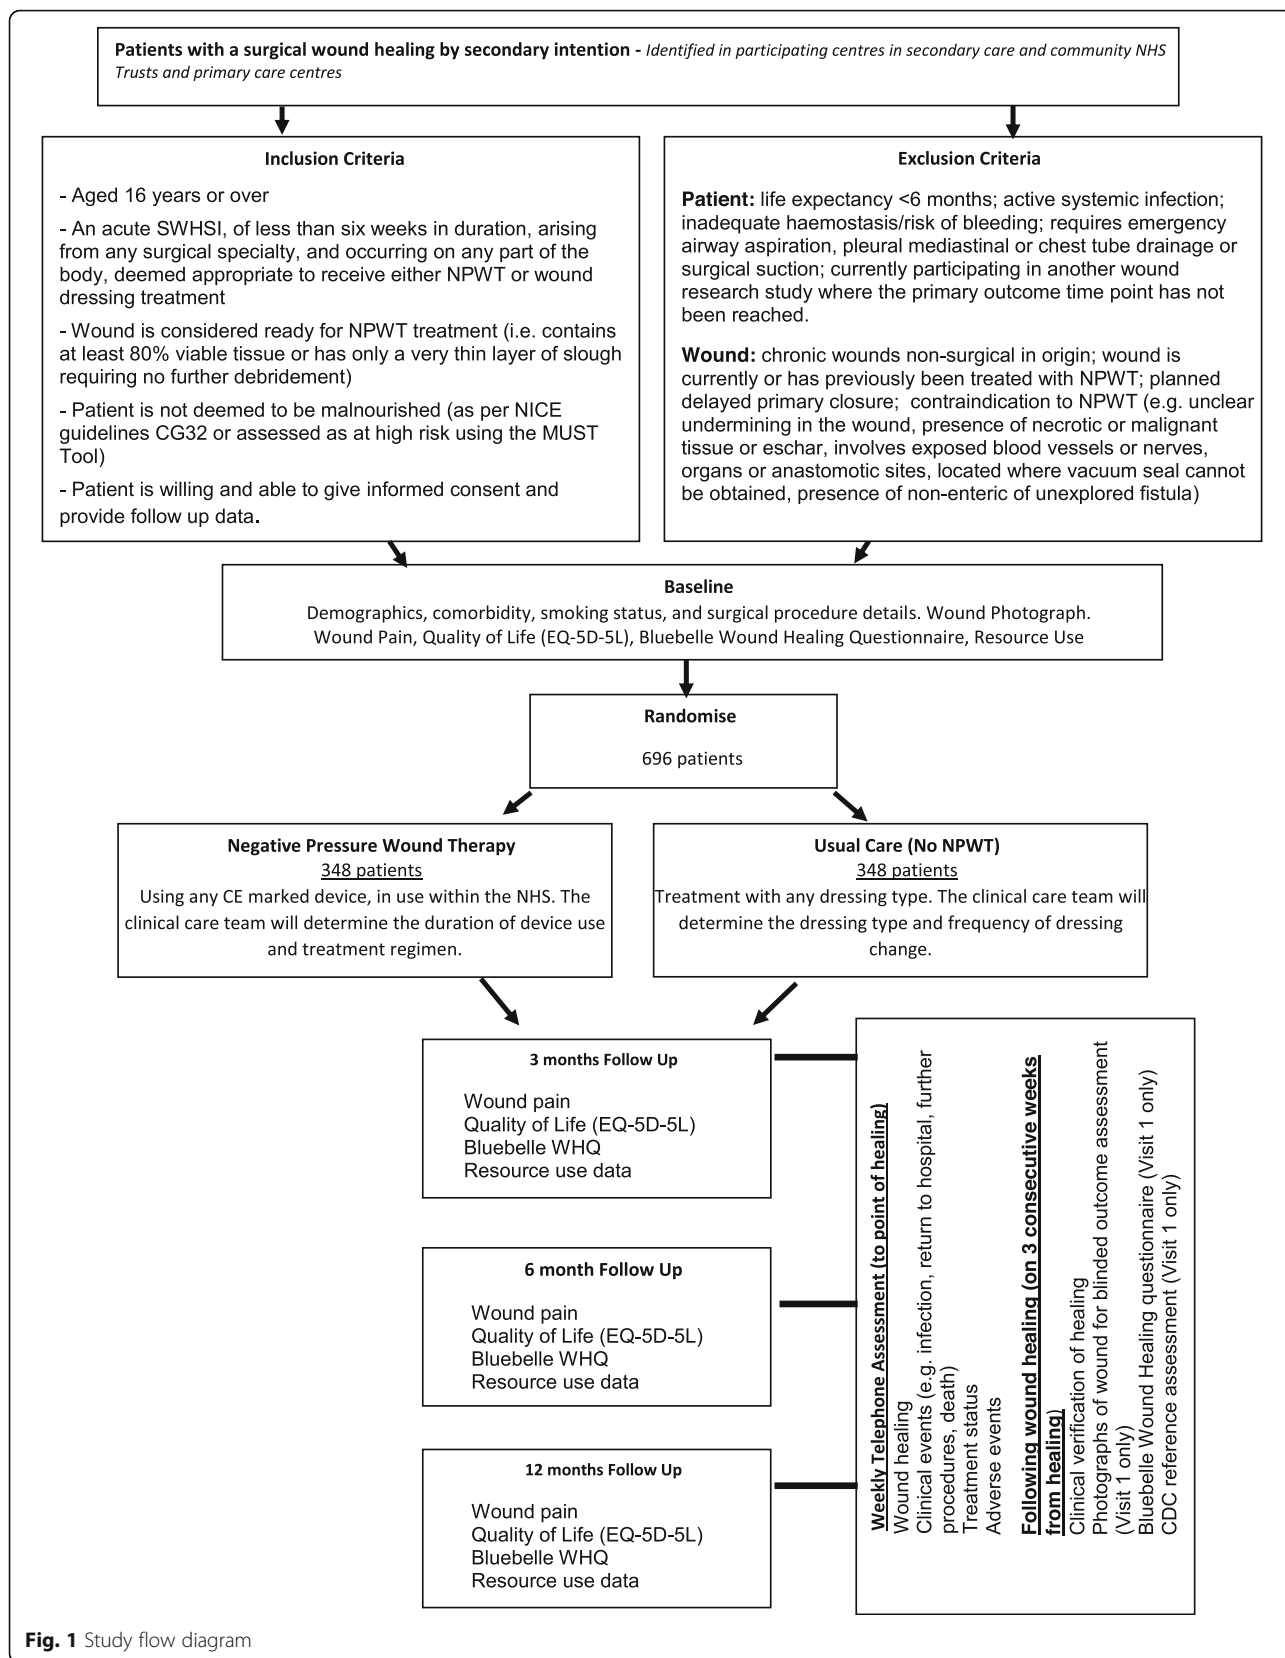 Patients with a surgical wound healing by secondary intention - Identified in participating centres in secondary care and community NHS
Trusts and primary care centres
Inclusion Criteria
- Aged 16 years or over
- An acute SWHSI, of less than six weeks in duration, arising
from any surgical specialty, and occurring on any part of the
body, deemed appropriate to receive either NPWT or wound
dressing treatment
- Wound is considered ready for NPWT treatment (i.e. contains
at least 80% viable tissue or has only a very thin layer of slough
requiring no further debridement)
- Patient is not deemed to be malnourished (as per NICE
guidelines CG32 or assessed as at high risk using the MUST
Tool)
- Patient is willing and able to give informed consent and
provide follow up data.
Exclusion Criteria
Patient: life expectancy <6 months; active systemic infection;
inadequate haemostasis/risk of bleeding; requires emergency
airway aspiration, pleural mediastinal or chest tube drainage or
surgical suction; currently participating in another wound
research study where the primary outcome time point has not
been reached.
Wound: chronic wounds non-surgical in origin; wound is
currently or has previously been treated with NPWT; planned
delayed primary closure; contraindication to NPWT (e.g. unclear
undermining in the wound, presence of necrotic or malignant
tissue or eschar, involves exposed blood vessels or nerves,
organs or anastomotic sites, located where vacuum seal cannot
be obtained, presence of non-enteric of unexplored fistula)
Baseline
Demographics, comorbidity, smoking status, and surgical procedure details. Wound Photograph.
Wound Pain, Quality of Life (EQ-5D-5L), Bluebelle Wound Healing Questionnaire, Resource Use
Randomise
696 patients
Negative Pressure Wound Therapy
348 patients
Using any CE marked device, in use within the NHS. The
clinical care team will determine the duration of device use
and treatment regimen.
Usual Care (No NPWT)
348 patients
Treatment with any dressing type. The clinical care team will
determine the dressing type and frequency of dressing
change.
3 months Follow Up
Wound pain
Quality of Life (EQ-5D-5L)
Bluebelle WHQ
Resource use data
6 month Follow Up
Wound pain
Quality of Life (EQ-5D-5L)
Bluebelle WHQ
Resource use data
12 months Follow Up
Wound pain
Quality of Life (EQ-5D-5L)
Bluebelle WHQ
Resource use data
Weekly Telephone Assessment (to point of healing)
Wound healing
Clinical events (e.g. infection, return to hospital, further
procedures, death)
Treatment status
Adverse events
Following wound healing (on 3 consecutive weeks
from healing)
Clinical verification of healing
Photographs of wound for blinded outcome assessment
(Visit 1 only)
Bluebelle Wound Healing questionnaire (Visit 1 only)
CDC reference assessment (Visit 1 only)
Fig. 1 Study flow diagram